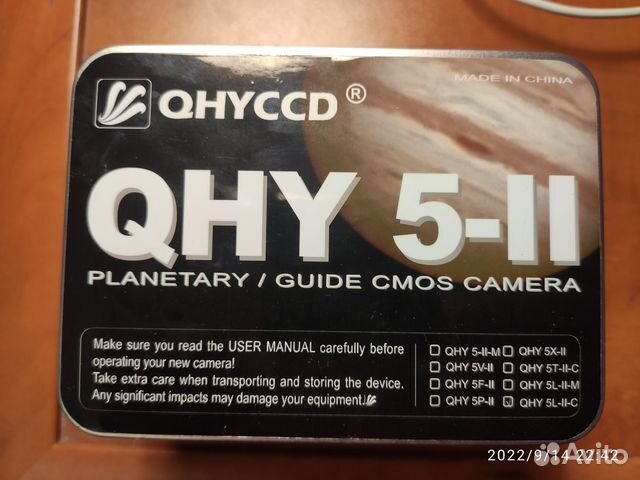 QHYCCD®
MADE IN CHINA
QHY 5-II
PLANETARY / GUIDE CMOS CAMERA
Make sure you read the USER MANUAL carefully before
operating your new camera!
Take extra care when transporting and storing the device.
Any significant impacts may damage your equipment.
QHY 5-II-M QHY 5X-II
QHY 5V-II QHY 5T-II-C
QHY 5F-II QHY 5L-II-M
QHY 5P-II QHY 5L-II-C
2022/9/14 22:42
Avito